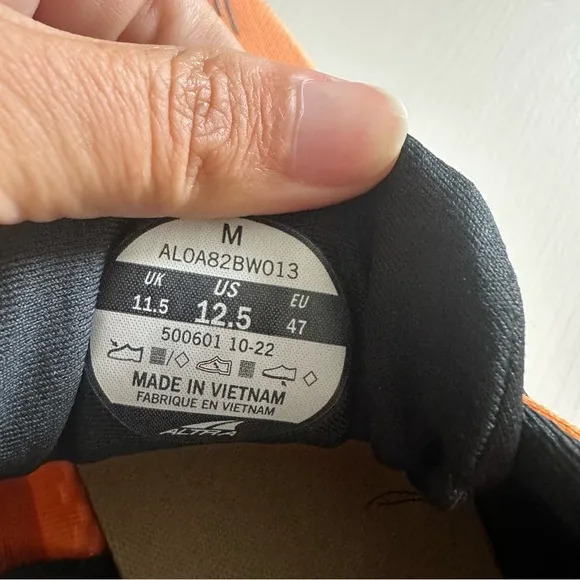 M
AL0A82BW013
UK US EU
11.5 12.5 47
500601 10-22
/
MADE IN VIETNAM
FABRIQUE EN VIETNAM
ALTRA